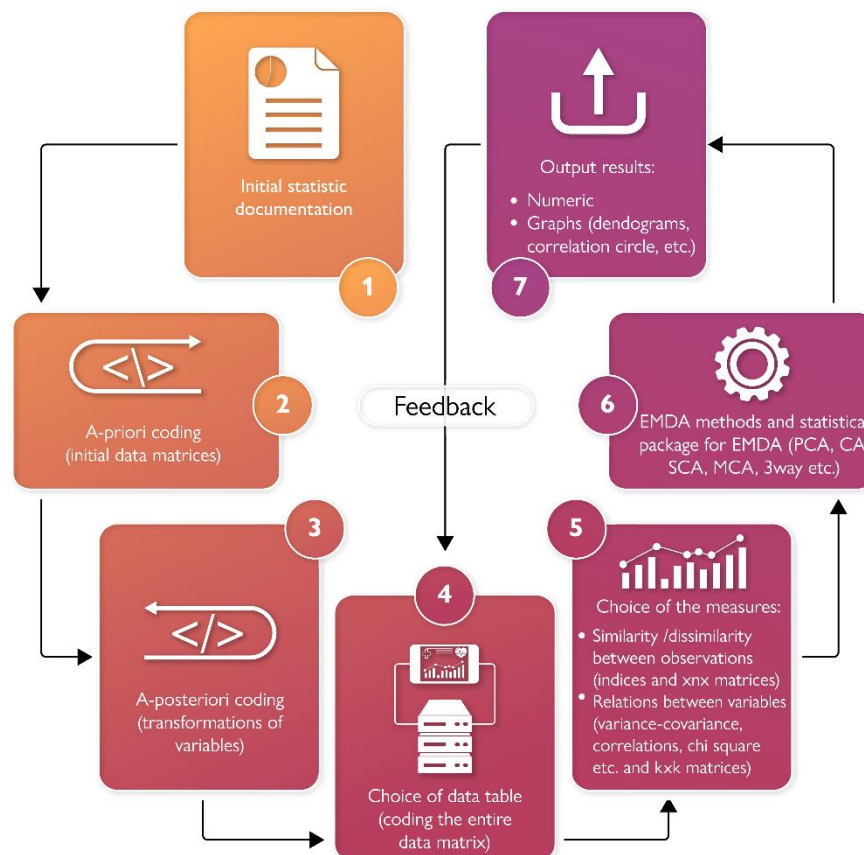 Initial statistic
documentation
1
</>
A-priori coding
(initial data matrices)
2
3
</>
A-posteriori coding
(transformations of
variables)
4
Choice of data table
(coding the entire
data matrix)
5
Choice of the measures:
• Similarity /dissimilarity
between observations
(indices and xnx matrices)
• Relations between variables
(variance-covariance,
correlations, chi square
etc. and kxk matrices)
6
EMDA methods and statistical
package for EMDA (PCA, CA
SCA, MCA, 3way etc.)
Output results:
• Numeric
• Graphs (dendograms,
correlation circle, etc.)
7
Feedback